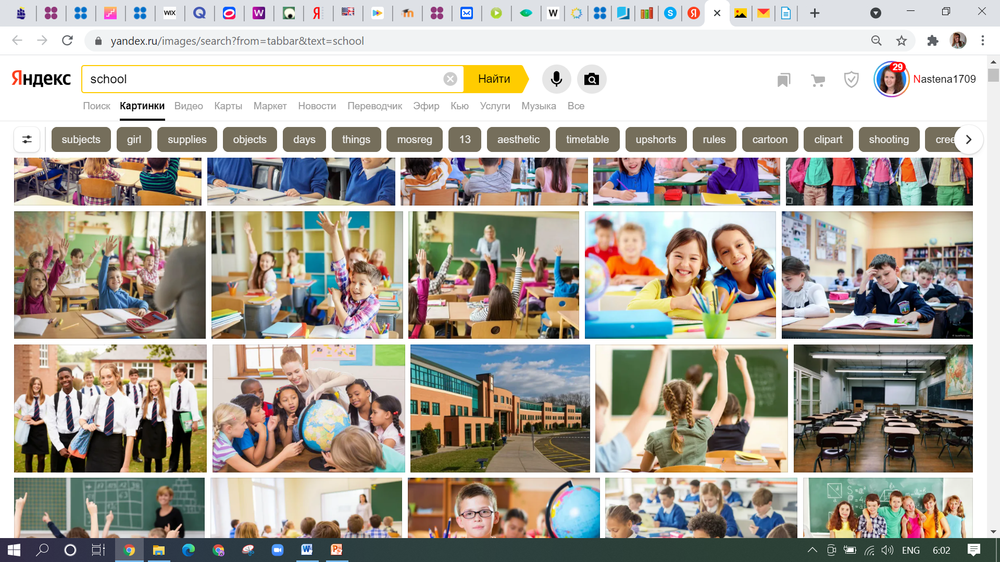 WIX
W
W
S
Я
yandex.ru/images/search?from=tabbar&text=school
Яндекс
school
Найти
29
Nastena1709
Поиск Картинки Видео Карты Маркет Новости Переводчик Эфир Кью Услуги Музыка Все
subjects girl supplies objects days things mosreg 13 aesthetic timetable upshorts rules cartoon clipart shooting cree
ENG 6:02